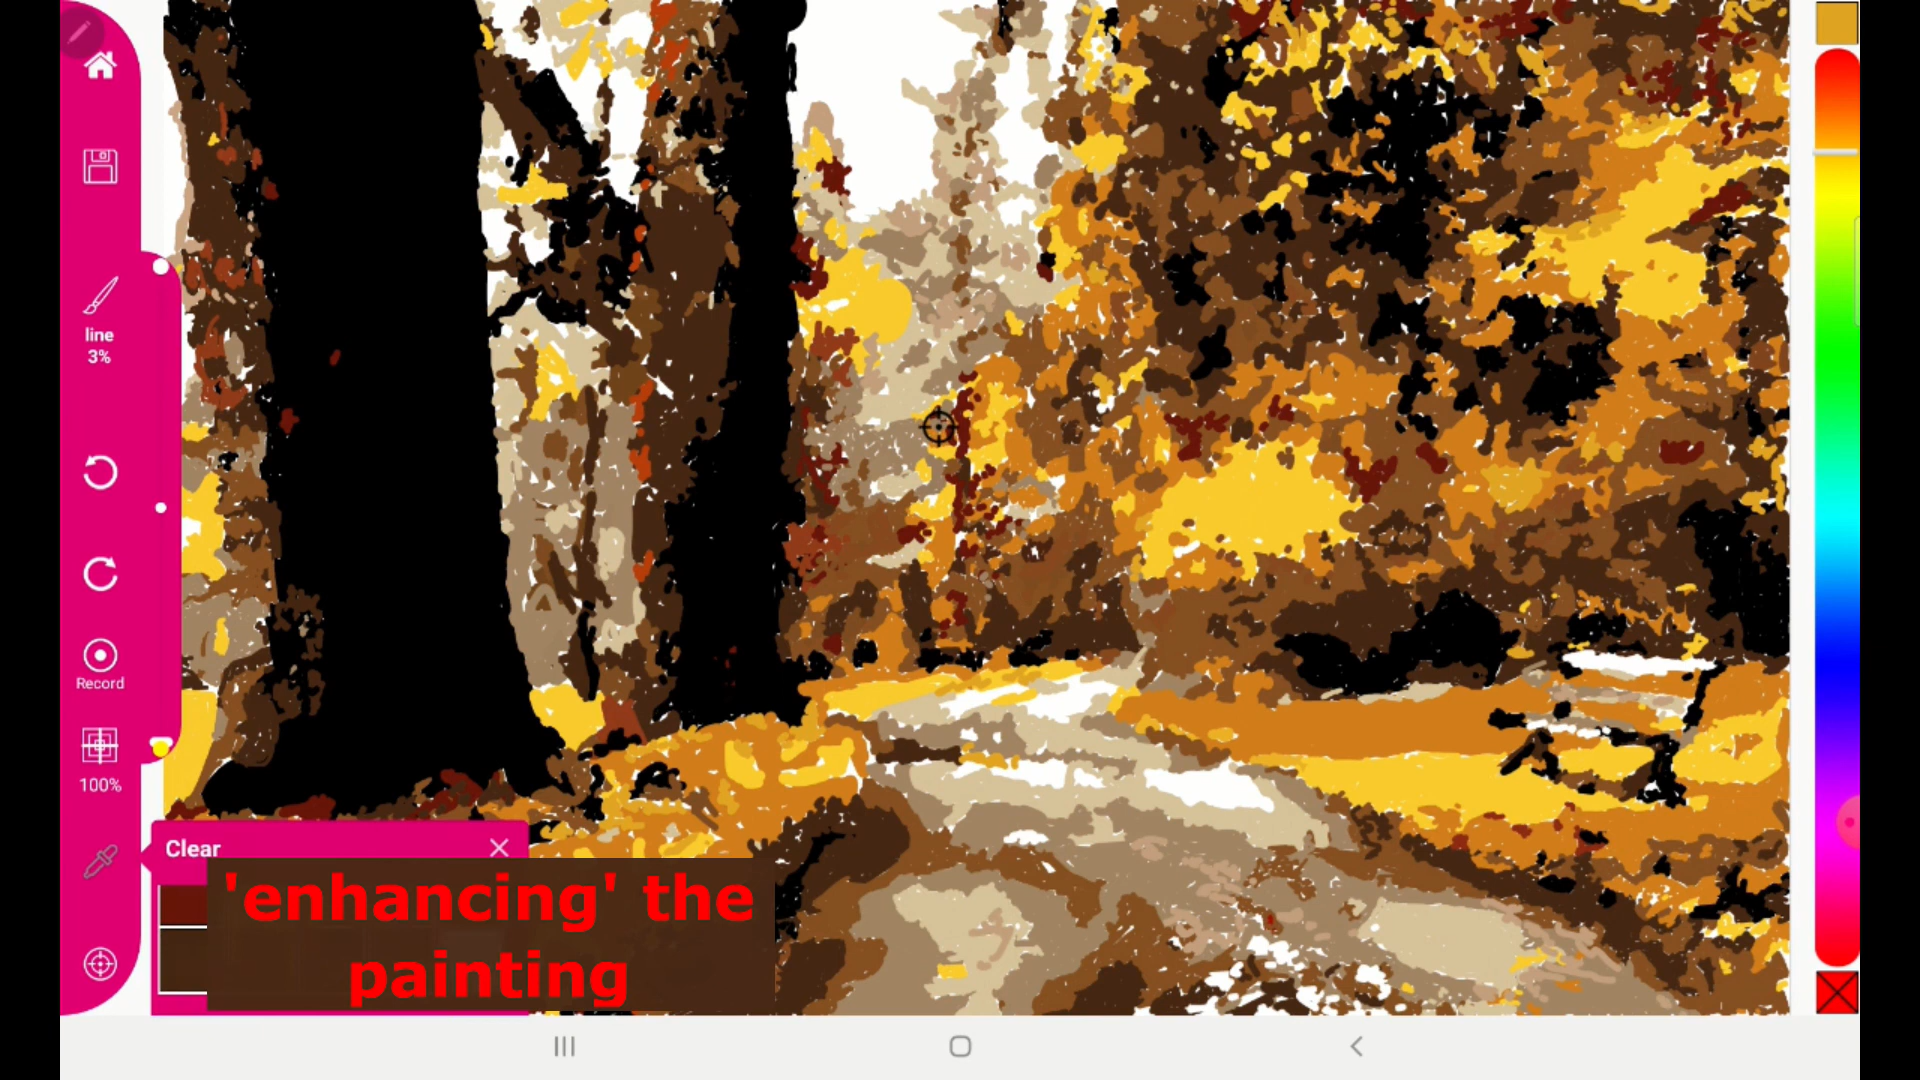 line
3%
Record
100%
Clear
'enhancing' the
painting